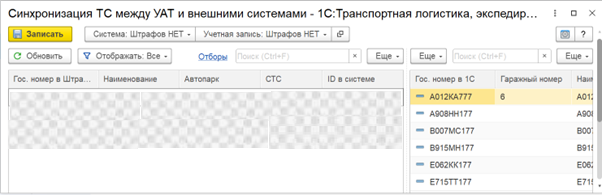 Синхронизация ТС между УАТ и внешними системами - 1С:Транспортная логистика, экспедир...
Записать Система: Штрафов НЕТ Учетная запись: Штрафов НЕТ ?
Обновить Отображать: Все Отборы Поиск (Ctrl+F) × Еще Еще Поиск (Ctrl+F) × Еще
Гос. номер в Штра... Наименование Автопарк СТС ID в системе Гос. номер в 1С Гаражный номер Наим
А012КА777 6 А012
А908НН177 А908
В007МС177 В007
В915МН177 В915
Е062КК177 Е062
Е715ТТ177 Е715